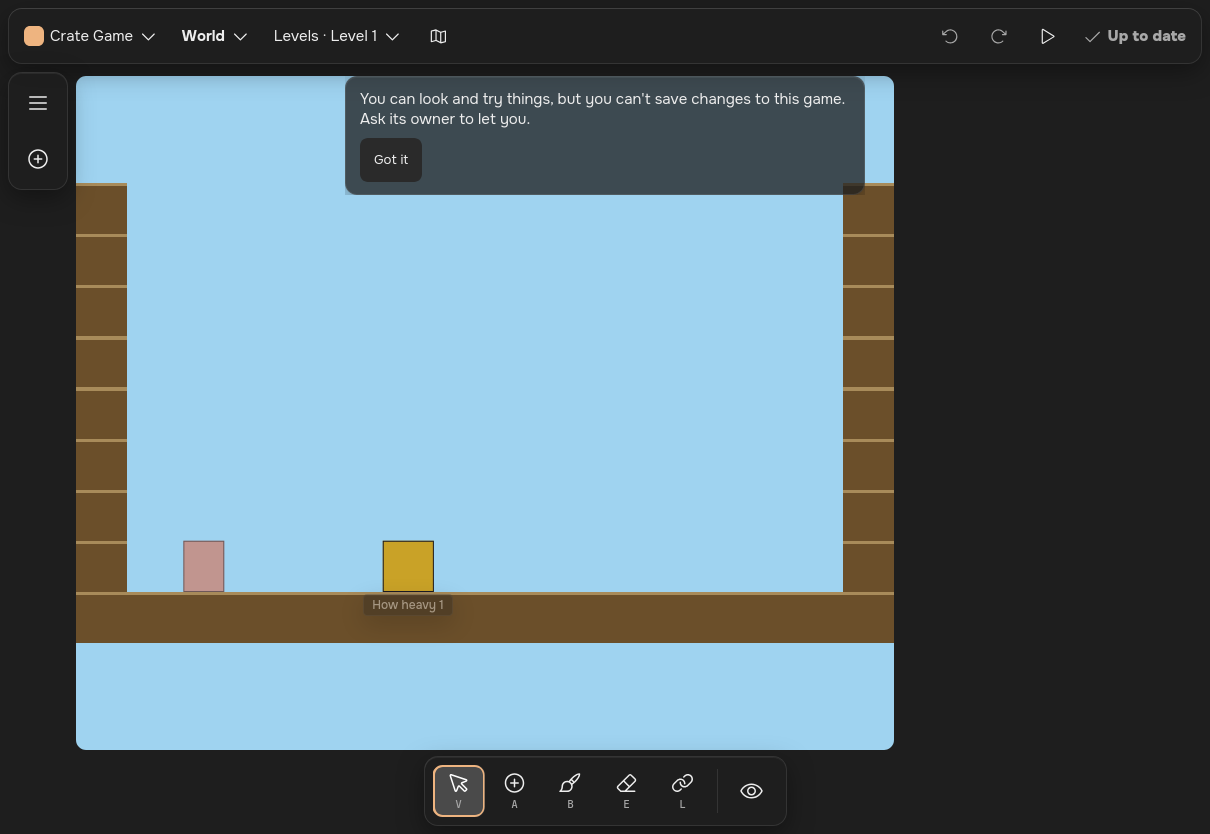 Crate Game
World
Levels · Level 1
Up to date
You can look and try things, but you can't save changes to this game.
Ask its owner to let you.
Got it
How heavy 1
V
A
B
E
L